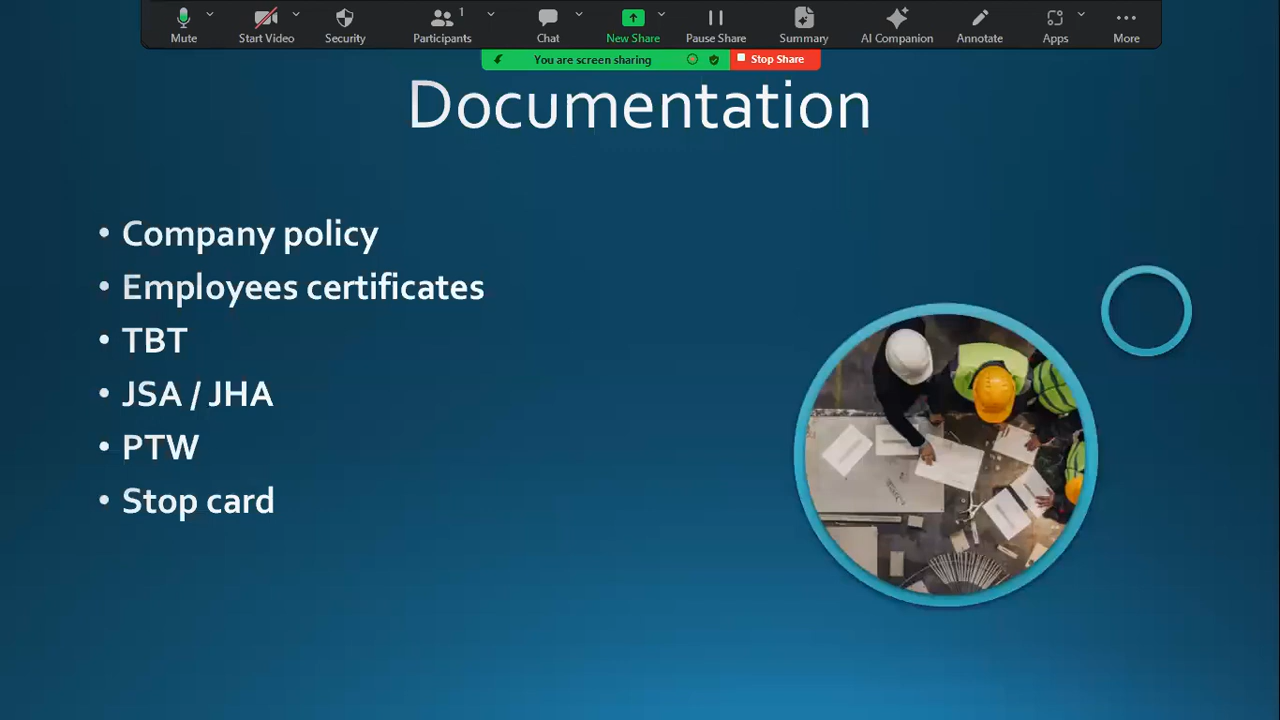 Mute
Start Video
Security
Participants
1
Chat
New Share
Pause Share
Summary
AI Companion
Annotate
Apps
More
You are screen sharing
Stop Share
Documentation
• Company policy
• Employees certificates
• TBT
• JSA / JHA
• PTW
• Stop card